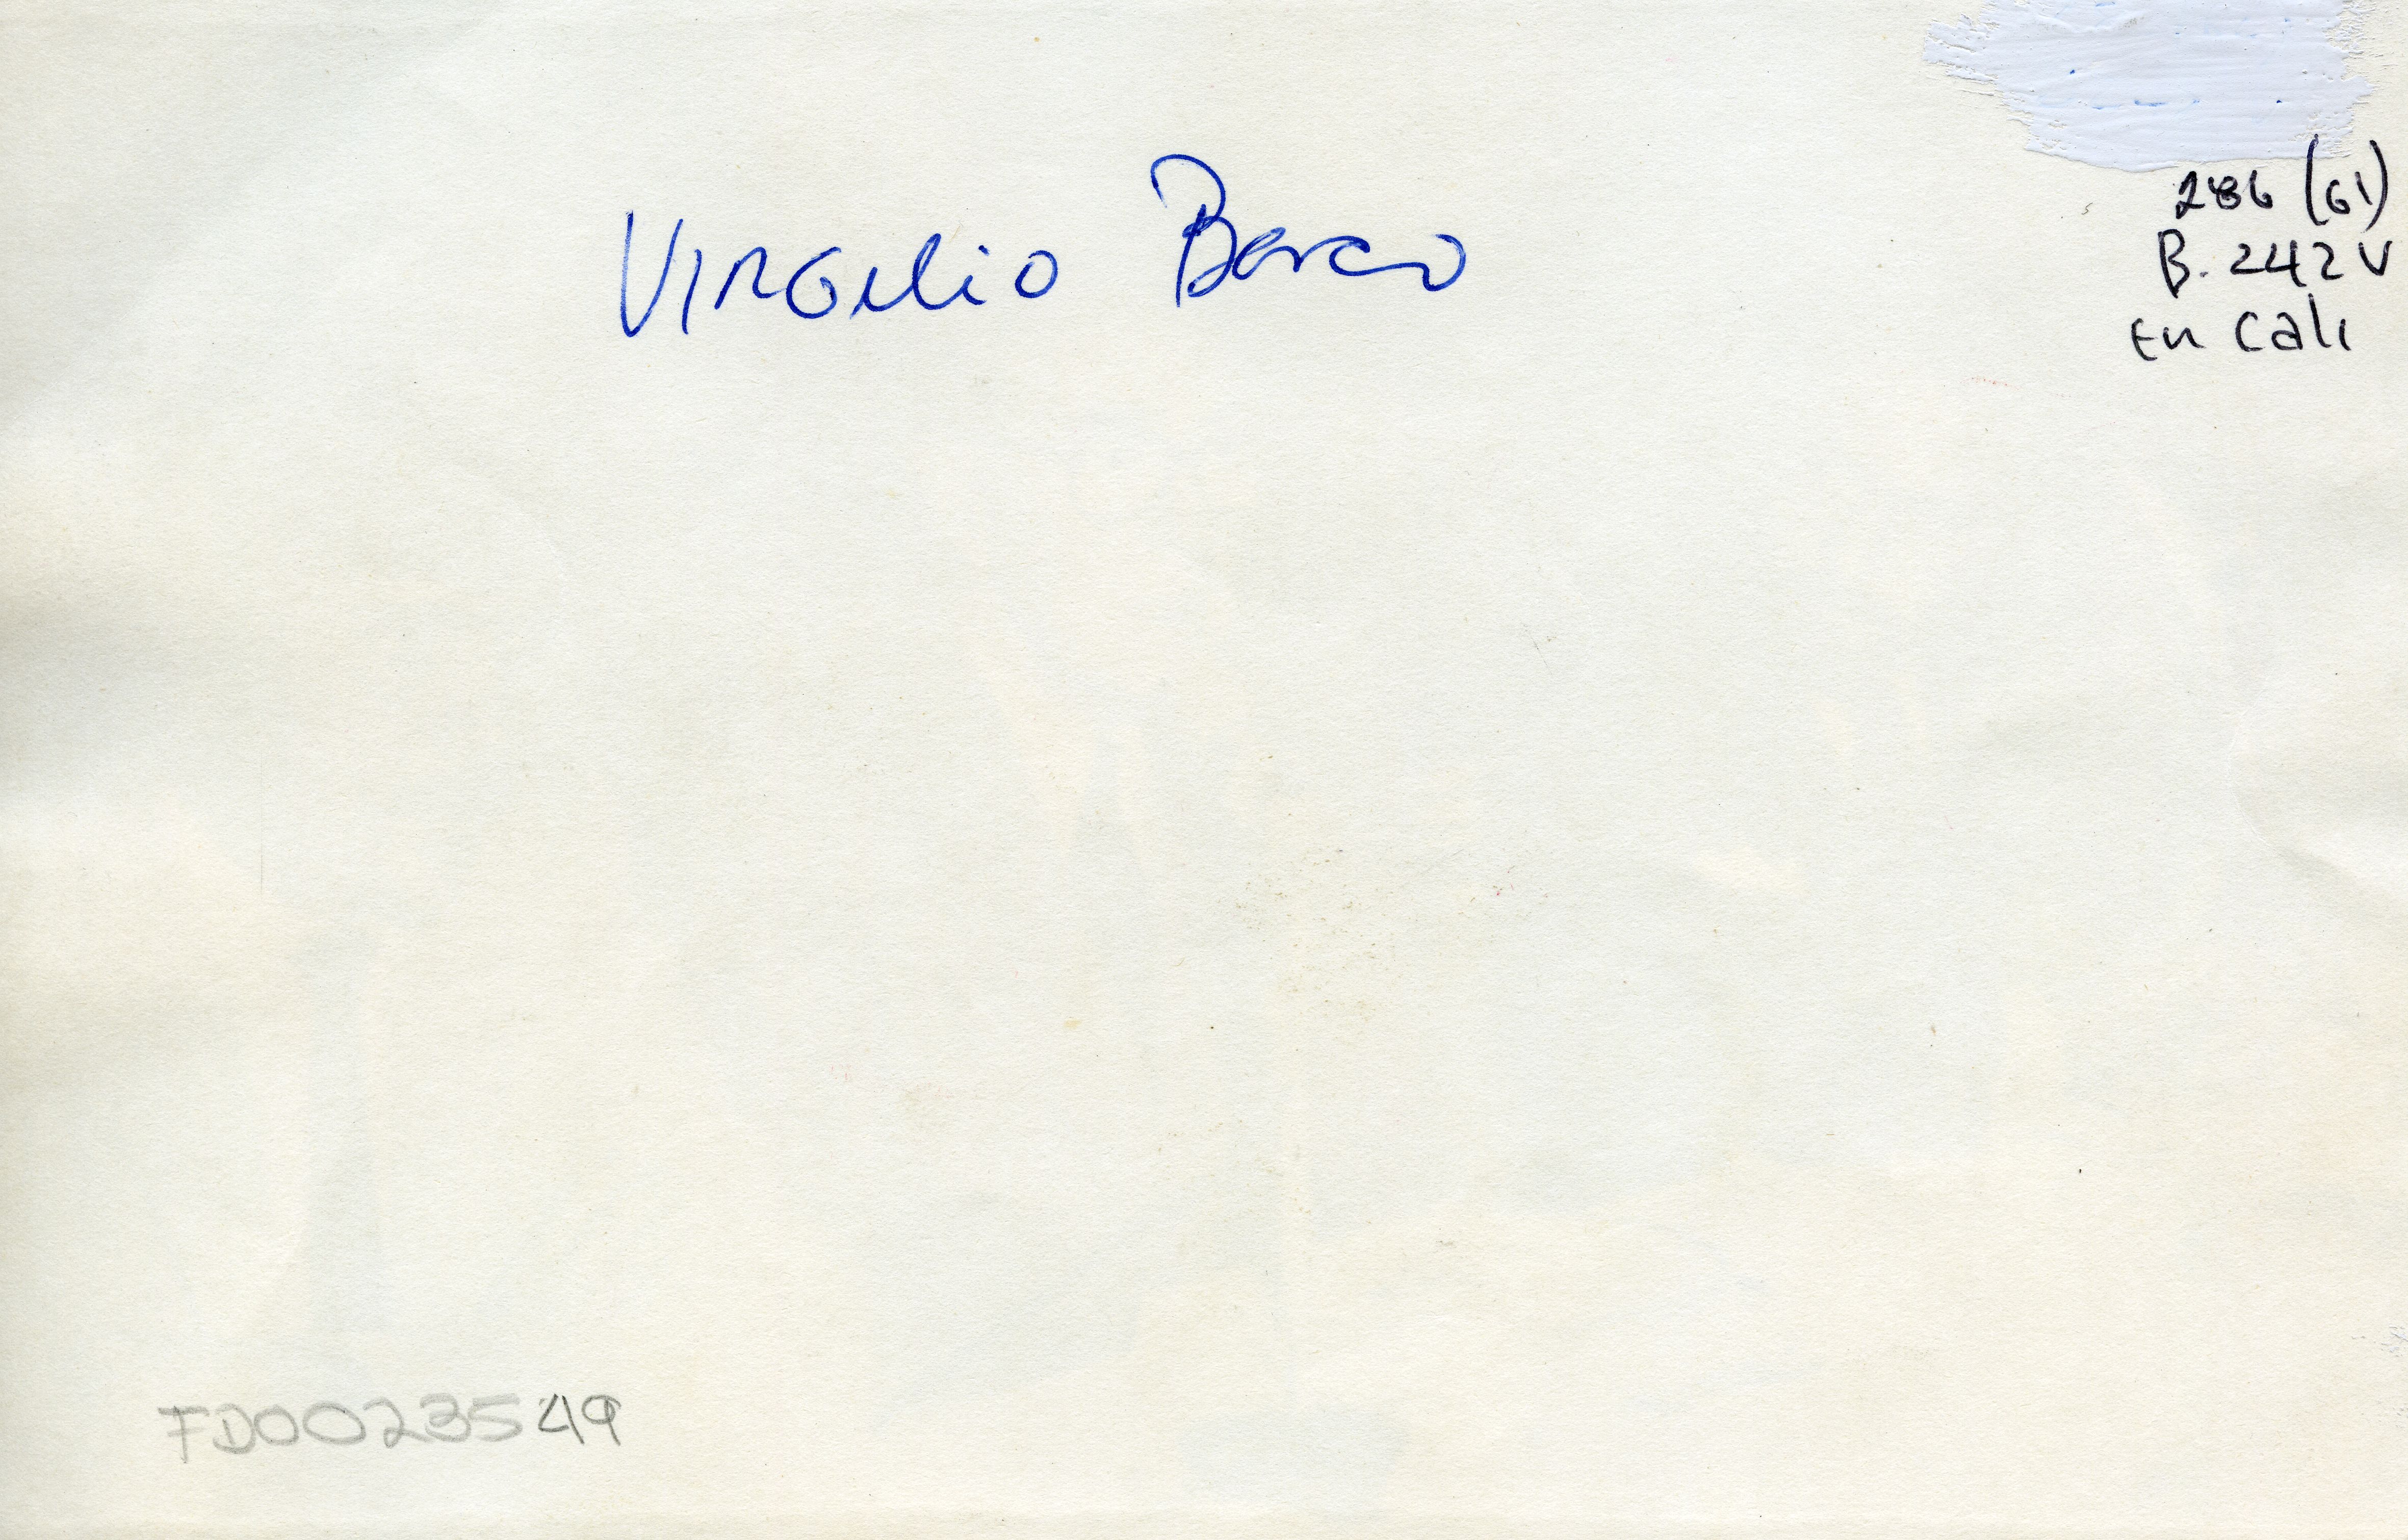 VIRGilio Barco
286 (61)
B. 242 V
En Cali
FD0023549